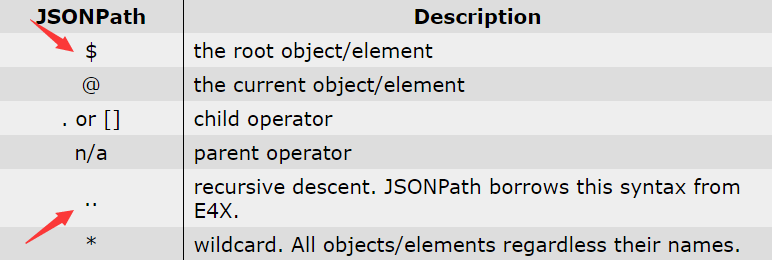 JSONPath Description
$ the root object/element
@ the current object/element
. or [] child operator
n/a parent operator
.. recursive descent. JSONPath borrows this syntax from
E4X.
* wildcard. All objects/elements regardless their names.